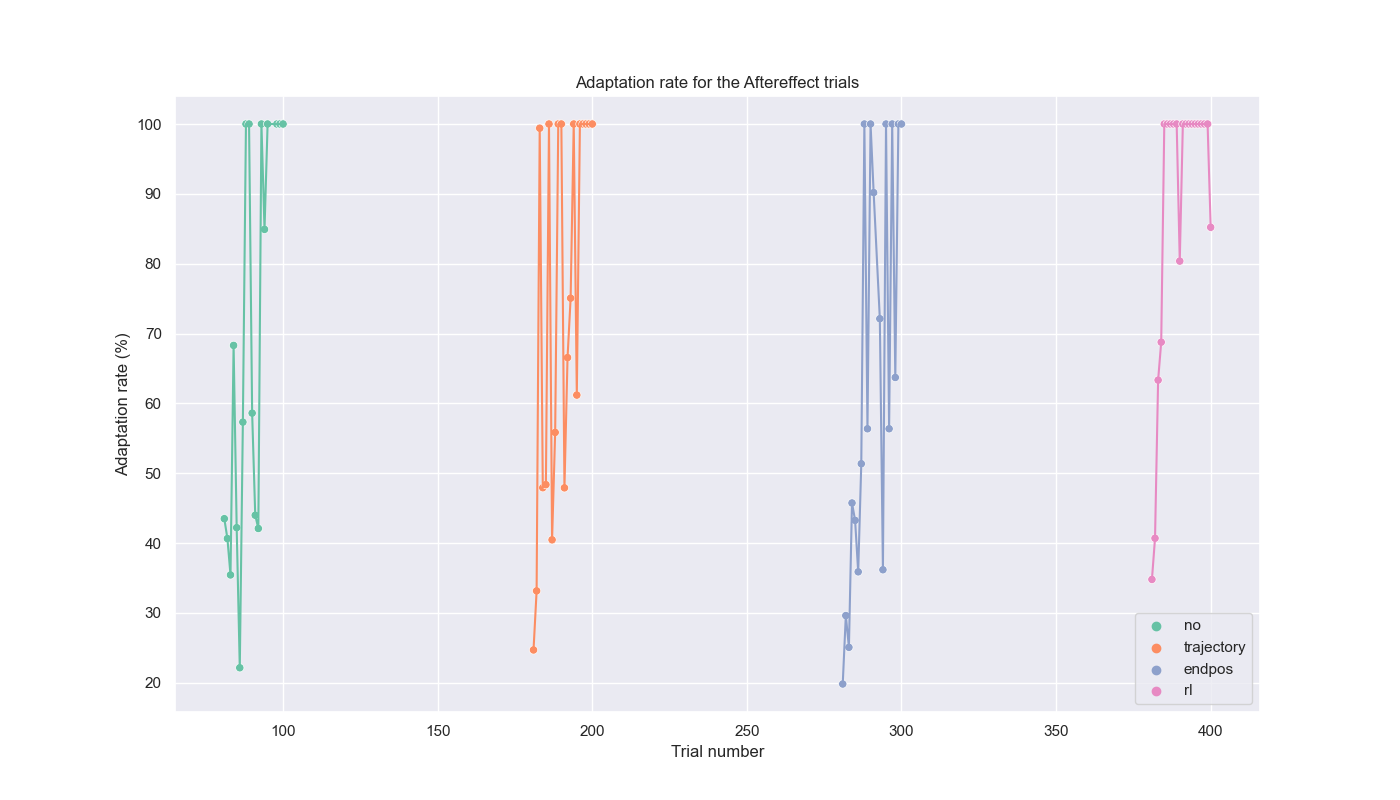 Adaptation rate for the Aftereffect trials
100
90
80
70
60
50
40
30
20
Adaptation rate (%)
no
trajectory
endpos
rl
100
150
200
250
300
350
400
Trial number